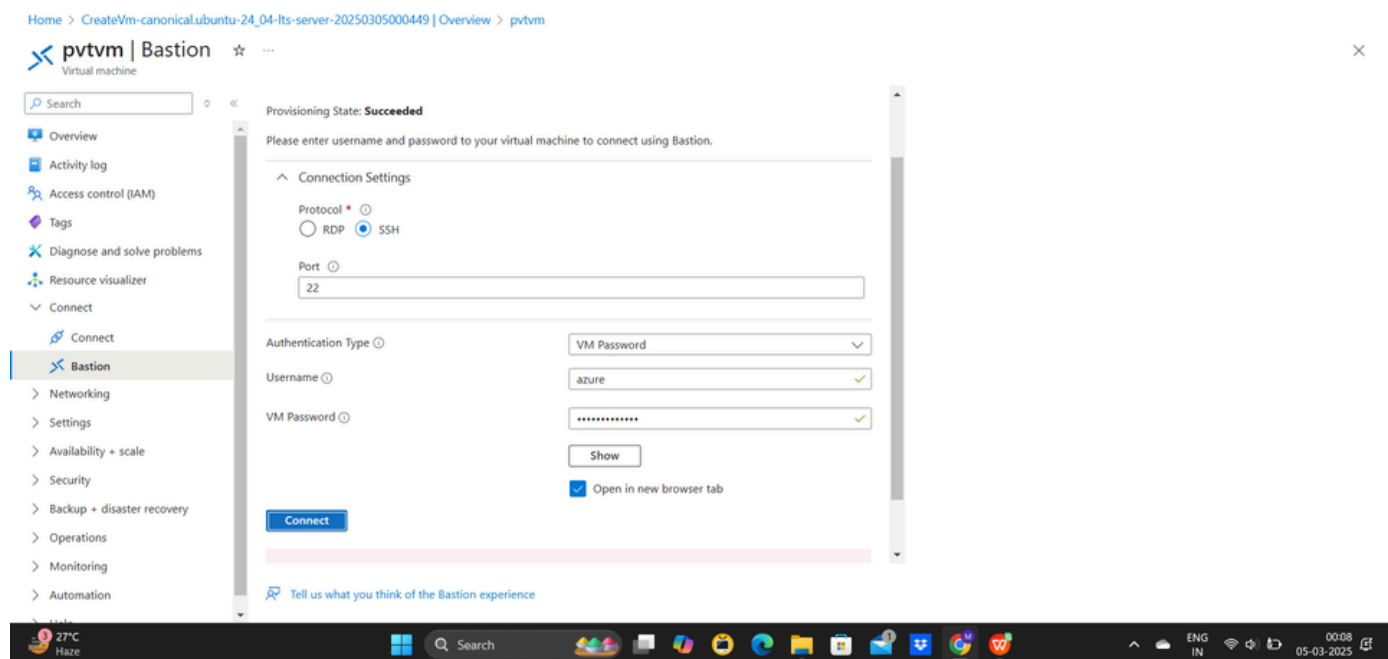 Home > CreateVm-canonical.ubuntu-24_04-lts-server-20250305000449 | Overview > pvtvm
pvtvm | Bastion
Virtual machine
Search
Overview
Activity log
Access control (IAM)
Tags
Diagnose and solve problems
Resource visualizer
Connect
Connect
Bastion
Networking
Settings
Availability + scale
Security
Backup + disaster recovery
Operations
Monitoring
Automation
Provisioning State: Succeeded
Please enter username and password to your virtual machine to connect using Bastion.
Connection Settings
Protocol *
RDP SSH
Port
22
Authentication Type
VM Password
Username
azure
VM Password
•••••••••••••
Show
Open in new browser tab
Connect
Tell us what you think of the Bastion experience
3
27°C
Haze
Search
1
M
ENG
IN
00:08
05-03-2025